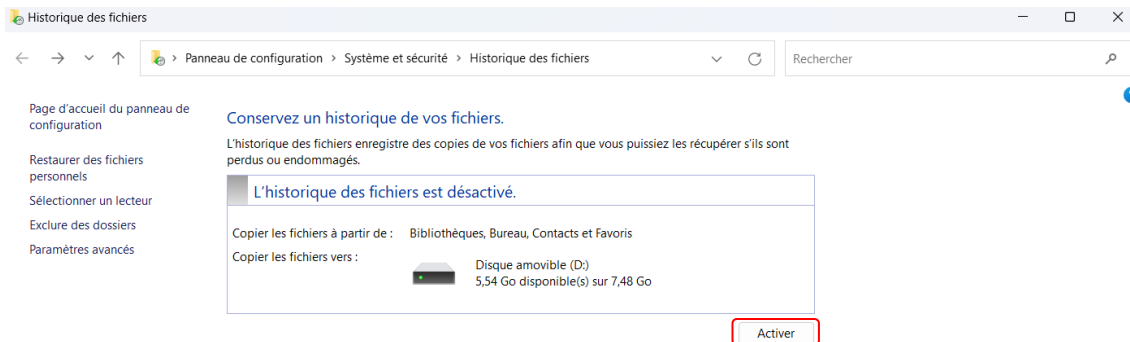 Historique des fichiers
Panneau de configuration > Système et sécurité > Historique des fichiers
Rechercher
Page d'accueil du panneau de
configuration
Restaurer des fichiers
personnels
Sélectionner un lecteur
Exclure des dossiers
Paramètres avancés
Conservez un historique de vos fichiers.
L'historique des fichiers enregistre des copies de vos fichiers afin que vous puissiez les récupérer s'ils sont
perdus ou endommagés.
L'historique des fichiers est désactivé.
Copier les fichiers à partir de : Bibliothèques, Bureau, Contacts et Favoris
Copier les fichiers vers :
Disque amovible (D:)
5,54 Go disponible(s) sur 7,48 Go
Activer